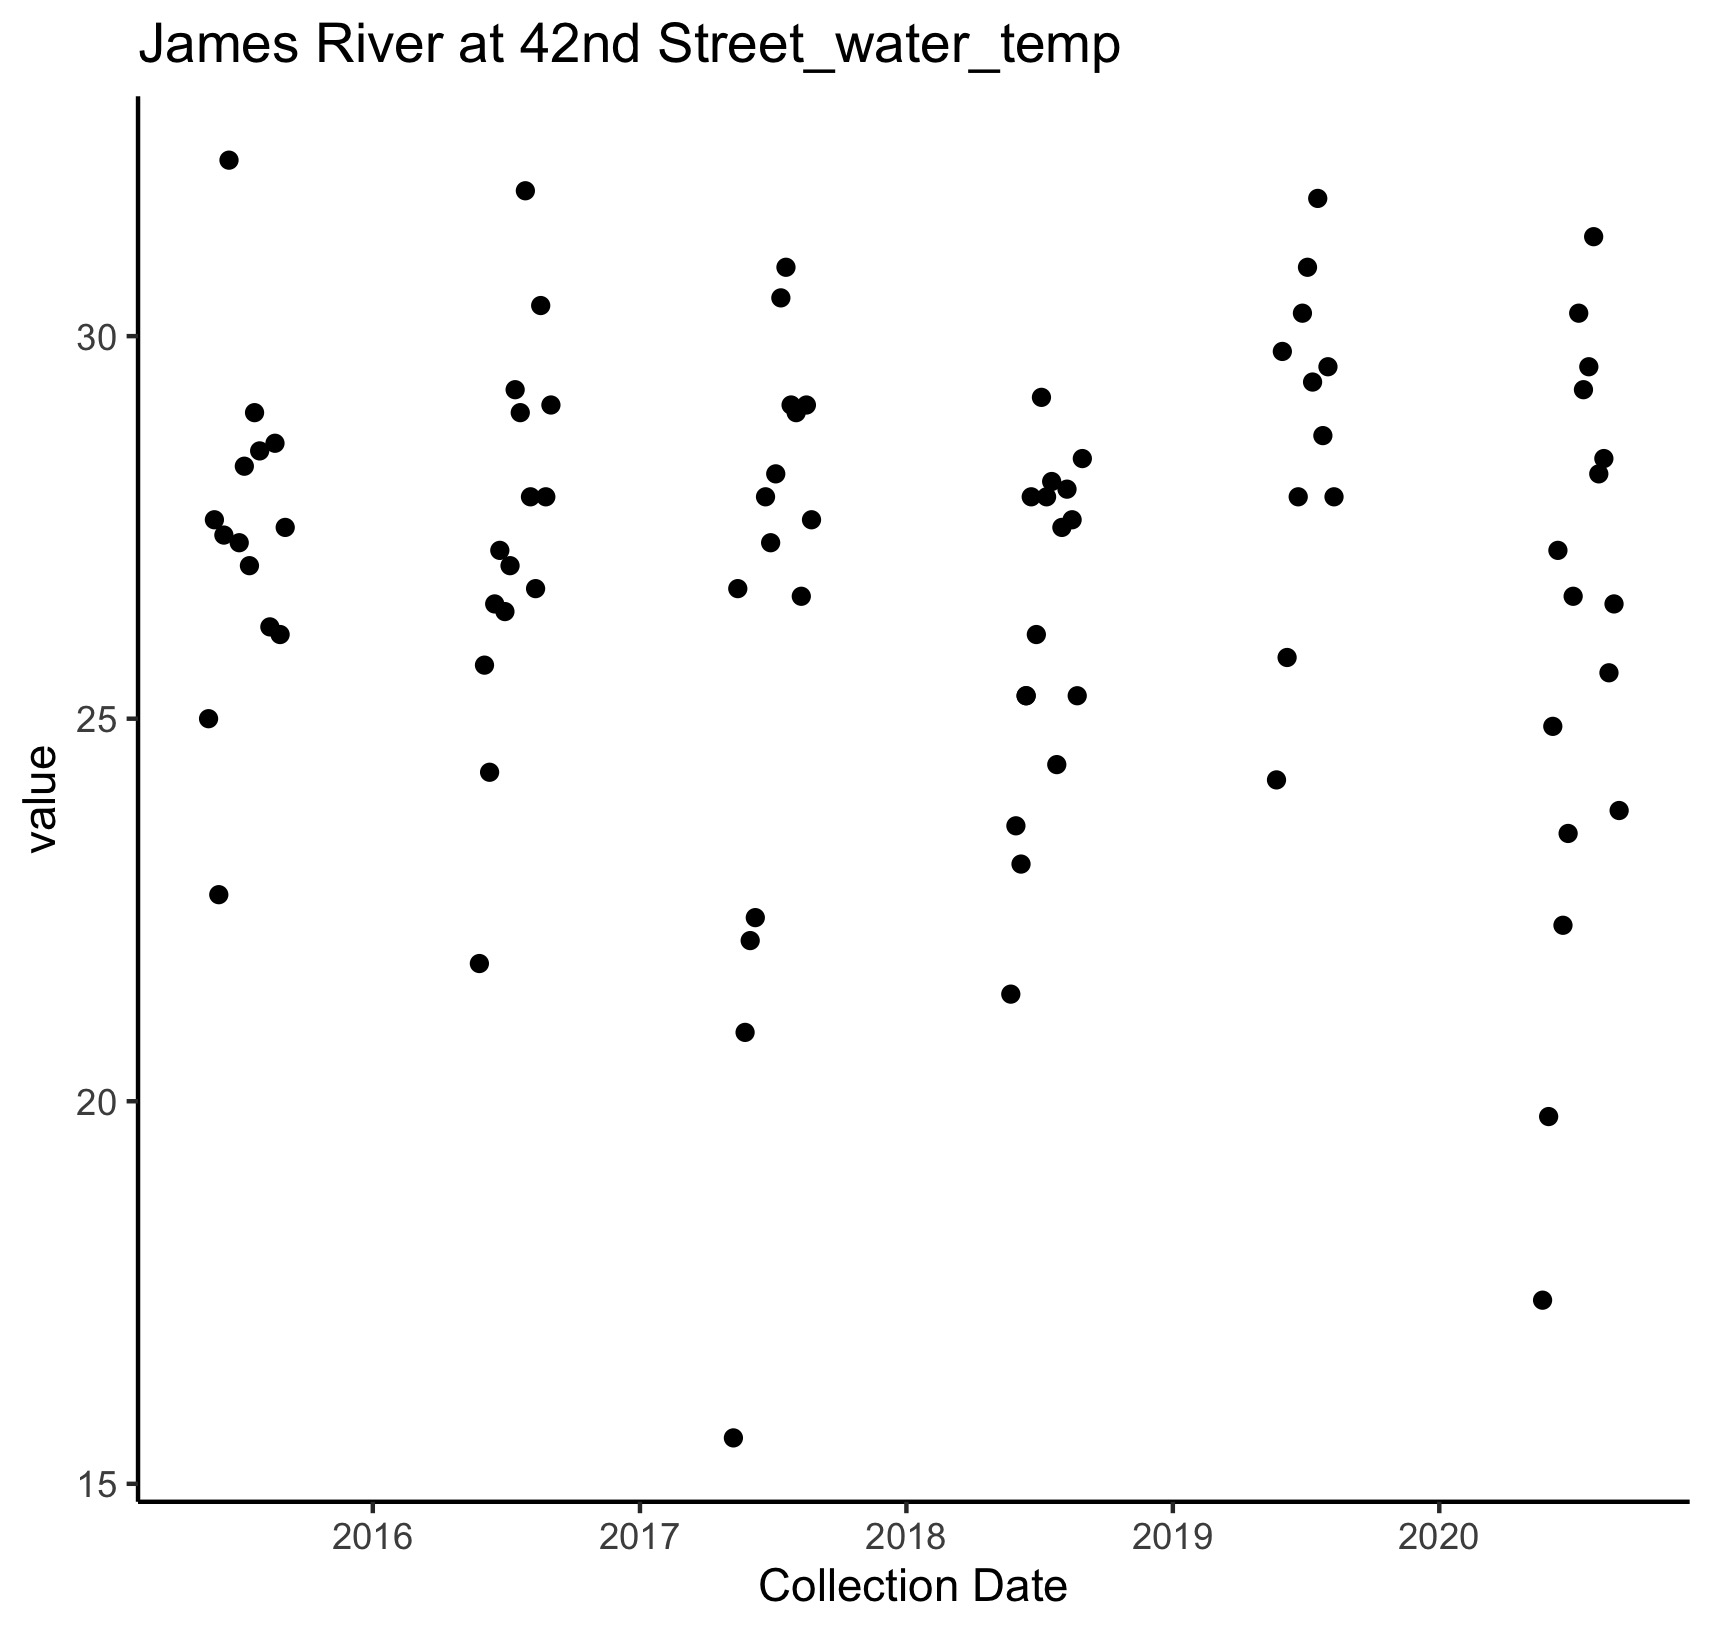 James River at 42nd Street_water_temp
30
25
20
15
value
2016 2017 2018 2019 2020
Collection Date